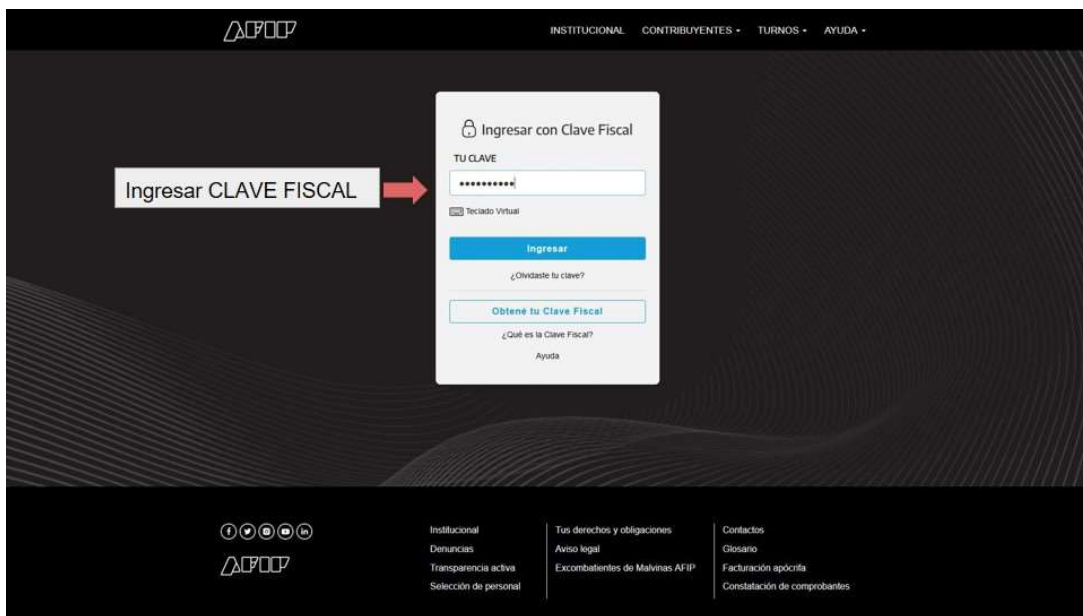 AFIP
INSTITUCIONAL CONTRIBUYENTES TURNOS AYUDA
Ingresar con Clave Fiscal
TU CLAVE
••••••••••
Ingresar CLAVE FISCAL
Teclado Virtual
Ingresar
¿Olvidaste tu clave?
Obtené tu Clave Fiscal
¿Qué es la Clave Fiscal?
Ayuda
Institucional
Denuncias
Transparencia activa
Selección de personal
Tus derechos y obligaciones
Aviso legal
Excombatientes de Malvinas AFIP
Contactos
Glosario
Facturación apócrifa
Constatación de comprobantes
AFIP